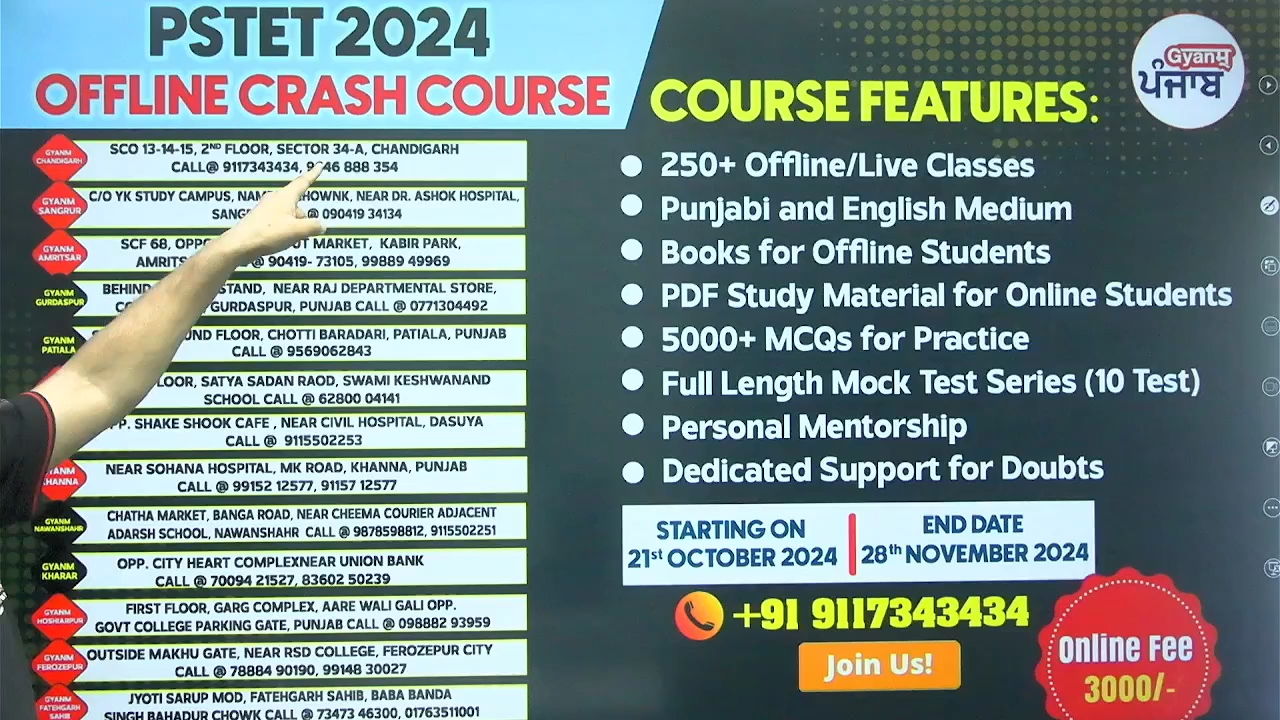 PSTET 2024
OFFLINE CRASH COURSE
GYANM
CHANDIGARH
SCO 13-14-15, 2ND FLOOR, SECTOR 34-A, CHANDIGARH
CALL@ 9117343434, 46 888 354
GYANM
SANGRUR
C/O YK STUDY CAMPUS, NEAR DR. ASHOK HOSPITAL,
@ 090419 34134
GYANM
AMRITSAR
SCF 68, MARKET, KABIR PARK,
@ 90419- 73105, 99889 49969
GYANM
GURDASPUR
BEHIND STAND, NEAR RAJ DEPARTMENTAL STORE,
GURDASPUR, PUNJAB CALL @ 0771304492
GYANM
PATIALA
FLOOR, CHOTTI BARADARI, PATIALA, PUNJAB
CALL @ 9569062843
SATYA SADAN RAOD, SWAMI KESHWANAND
SCHOOL CALL @ 62800 04141
SHAKE SHOOK CAFE , NEAR CIVIL HOSPITAL, DASUYA
CALL @ 9115502253
NEAR SOHANA HOSPITAL, MK ROAD, KHANNA, PUNJAB
CALL @ 99152 12577, 91157 12577
GYANM
NAWANSHAHR
CHATHA MARKET, BANGA ROAD, NEAR CHEEMA COURIER ADJACENT
ADARSH SCHOOL, NAWANSHAHR CALL @ 9878598812, 9115502251
GYANM
KHARAR
OPP. CITY HEART COMPLEXNEAR UNION BANK
CALL @ 70094 21527, 83602 50239
GYANM
HOSHIARPUR
FIRST FLOOR, GARG COMPLEX, AARE WALI GALI OPP.
GOVT COLLEGE PARKING GATE, PUNJAB CALL @ 098882 93959
GYANM
FEROZEPUR
OUTSIDE MAKHU GATE, NEAR RSD COLLEGE, FEROZEPUR CITY
CALL @ 78884 90190, 99148 30027
GYANM
FATEHGARH
SAHIB
JYOTI SARUP MOD, FATEHGARH SAHIB, BABA BANDA
SINGH BAHADUR CHOWK CALL @ 73473 46300, 01763511001
Gyanम्
ਪੰਜਾਬ
COURSE FEATURES:
● 250+ Offline/Live Classes
● Punjabi and English Medium
● Books for Offline Students
● PDF Study Material for Online Students
● 5000+ MCQs for Practice
● Full Length Mock Test Series (10 Test)
● Personal Mentorship
● Dedicated Support for Doubts
STARTING ON
21st OCTOBER 2024
END DATE
28th NOVEMBER 2024
+91 9117343434
Join Us!
Online Fee
3000/-